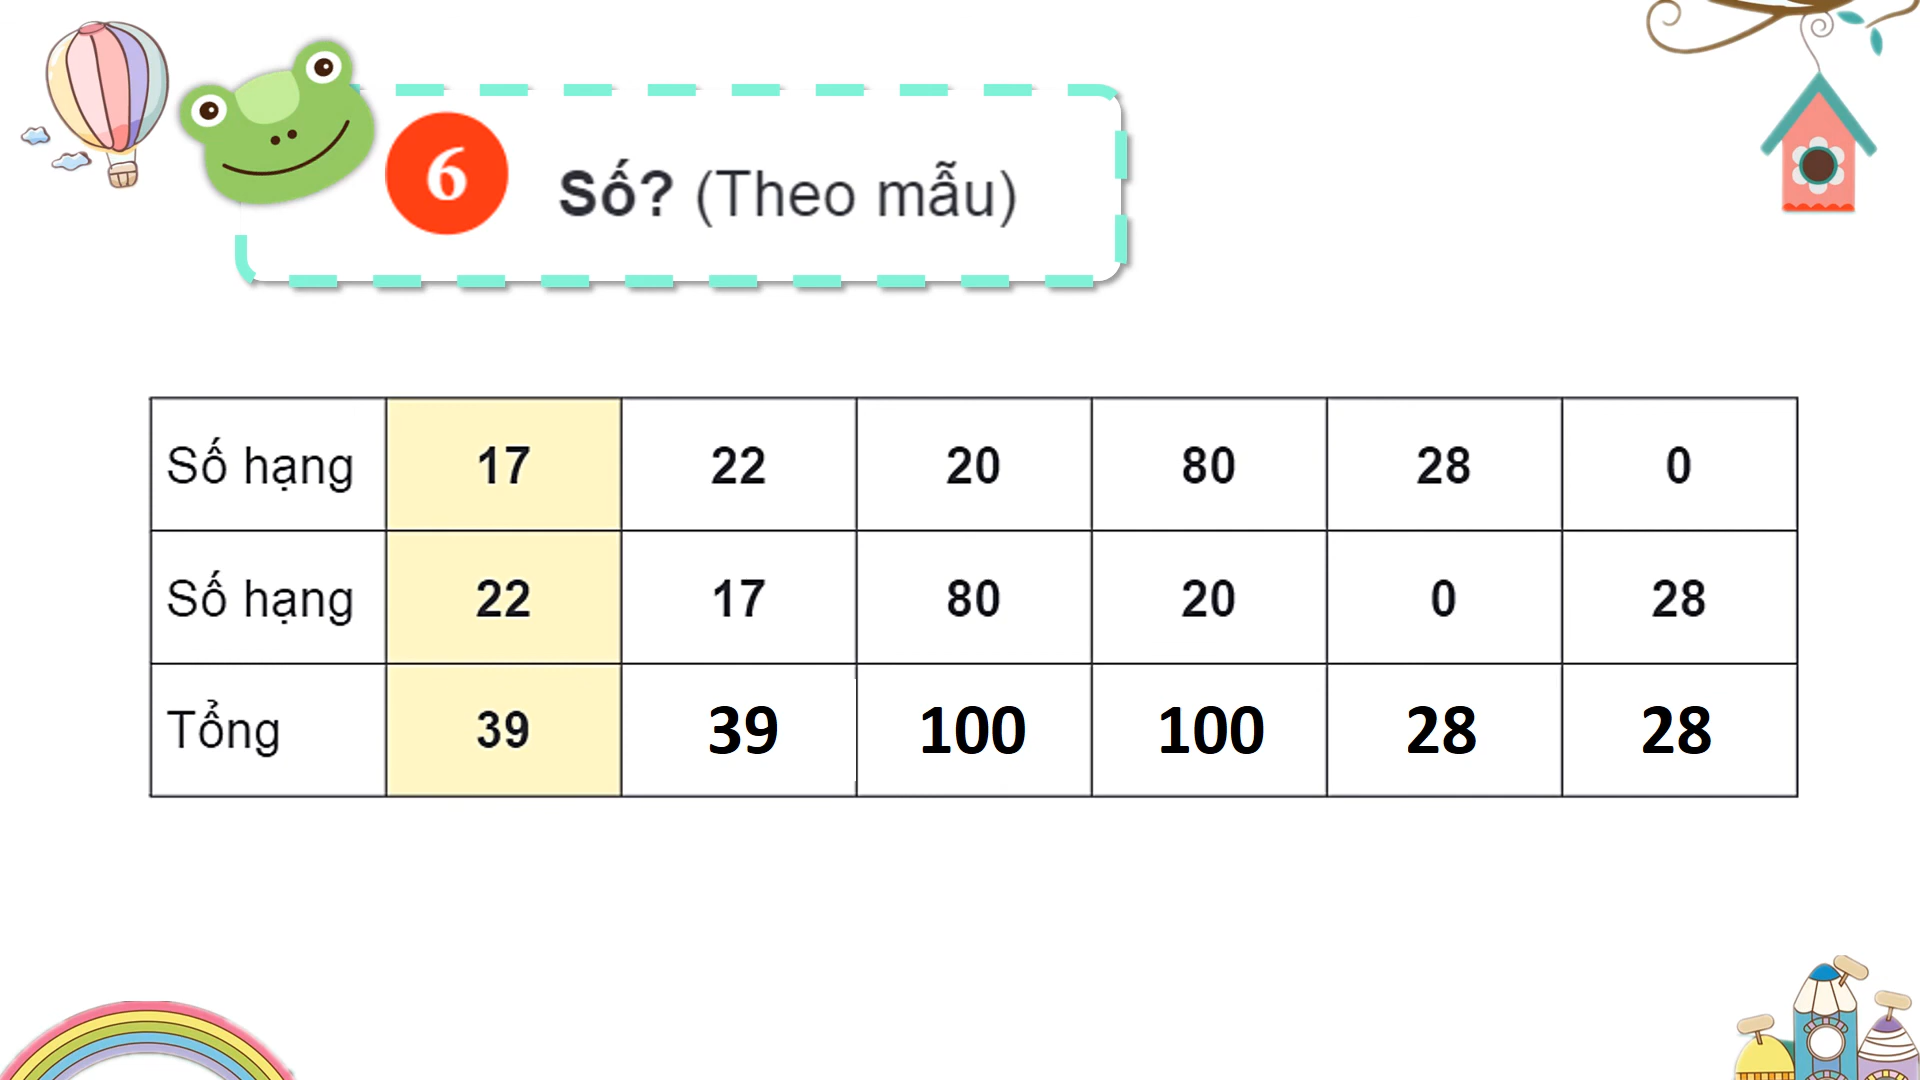 6 Số? (Theo mẫu)
Số hạng 17 22 20 80 28 0
Số hạng 22 17 80 20 0 28
Tổng 39 39 100 100 28 28